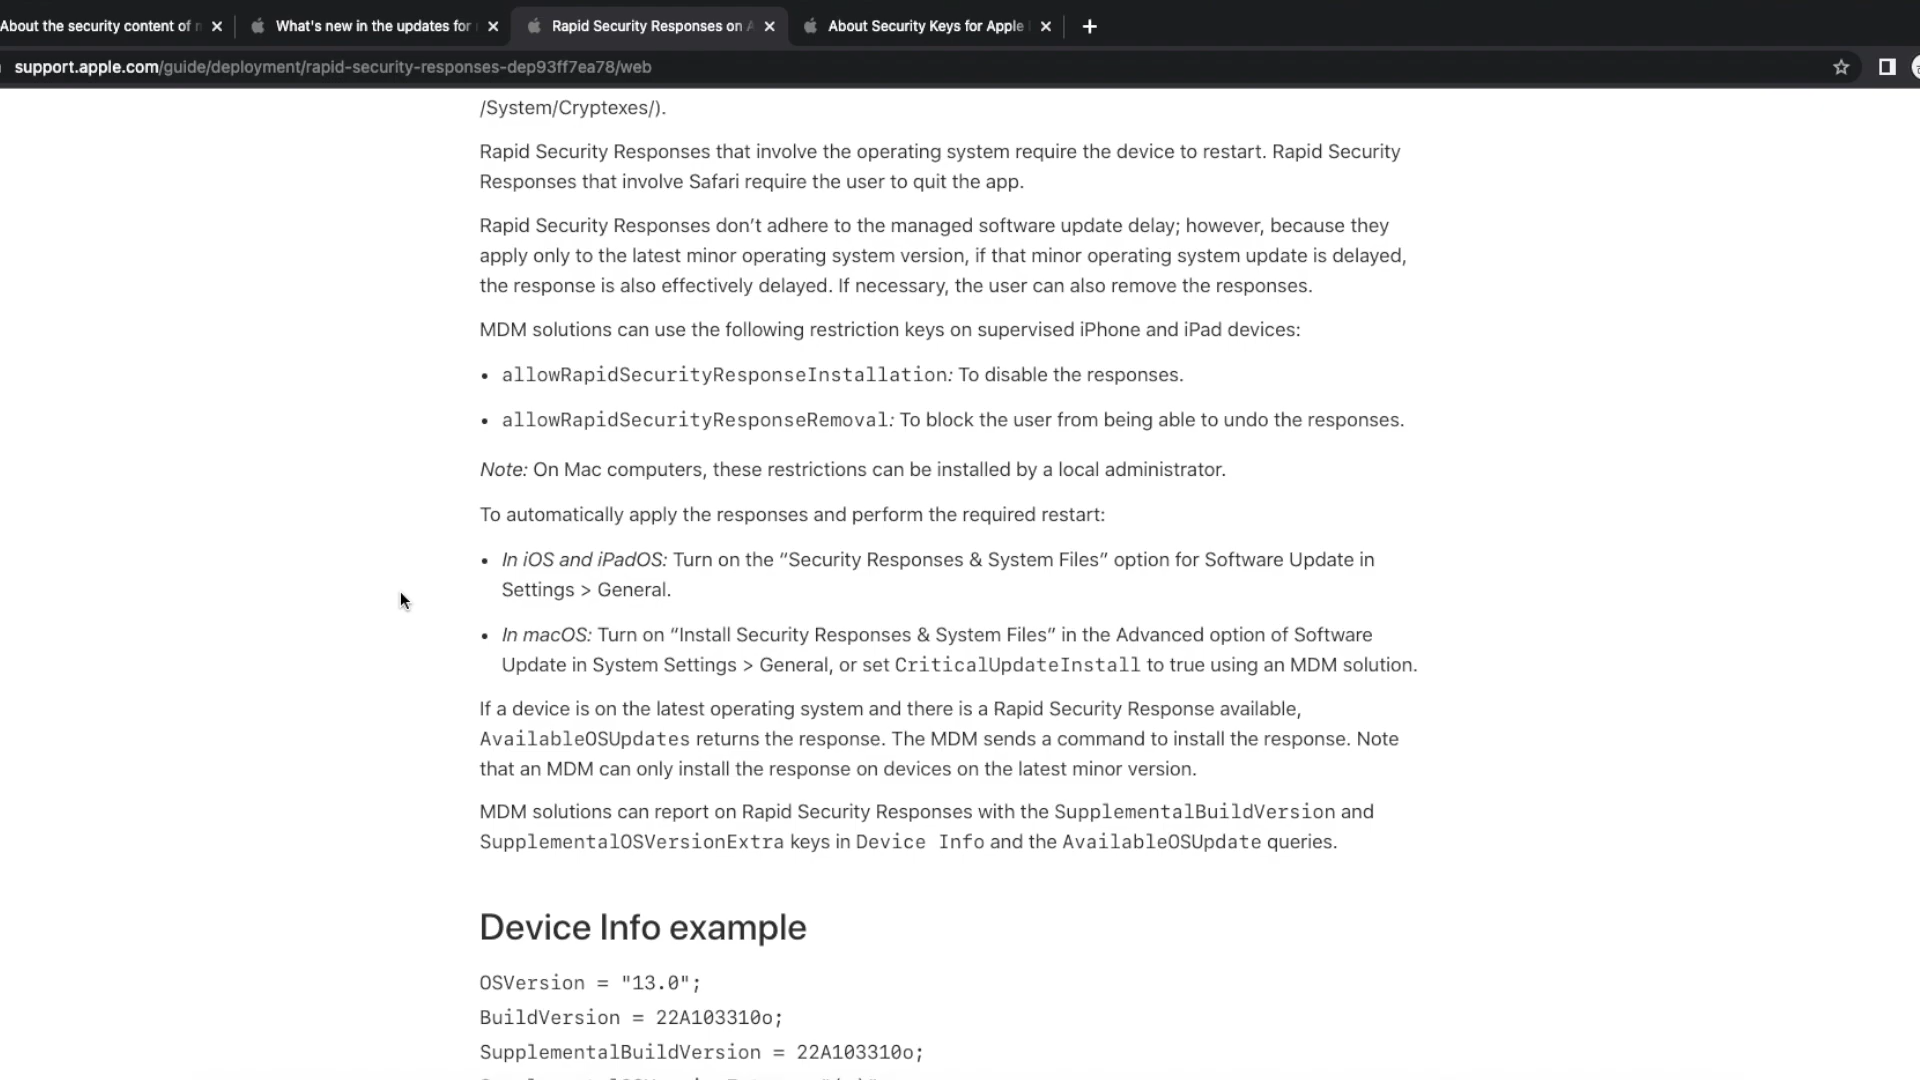 About the security content of
What's new in the updates for
Rapid Security Responses on A
About Security Keys for Apple
support.apple.com/guide/deployment/rapid-security-responses-dep93ff7ea78/web
/System/Cryptexes/).
Rapid Security Responses that involve the operating system require the device to restart. Rapid Security
Responses that involve Safari require the user to quit the app.
Rapid Security Responses don’t adhere to the managed software update delay; however, because they
apply only to the latest minor operating system version, if that minor operating system update is delayed,
the response is also effectively delayed. If necessary, the user can also remove the responses.
MDM solutions can use the following restriction keys on supervised iPhone and iPad devices:
• allowRapidSecurityResponseInstallation: To disable the responses.
• allowRapidSecurityResponseRemoval: To block the user from being able to undo the responses.
Note: On Mac computers, these restrictions can be installed by a local administrator.
To automatically apply the responses and perform the required restart:
• In iOS and iPadOS: Turn on the “Security Responses & System Files” option for Software Update in
Settings > General.
• In macOS: Turn on “Install Security Responses & System Files” in the Advanced option of Software
Update in System Settings > General, or set CriticalUpdateInstall to true using an MDM solution.
If a device is on the latest operating system and there is a Rapid Security Response available,
AvailableOSUpdates returns the response. The MDM sends a command to install the response. Note
that an MDM can only install the response on devices on the latest minor version.
MDM solutions can report on Rapid Security Responses with the SupplementalBuildVersion and
SupplementalOSVersionExtra keys in Device Info and the AvailableOSUpdate queries.
Device Info example
OSVersion = "13.0";
BuildVersion = 22A103310o;
SupplementalBuildVersion = 22A103310o;